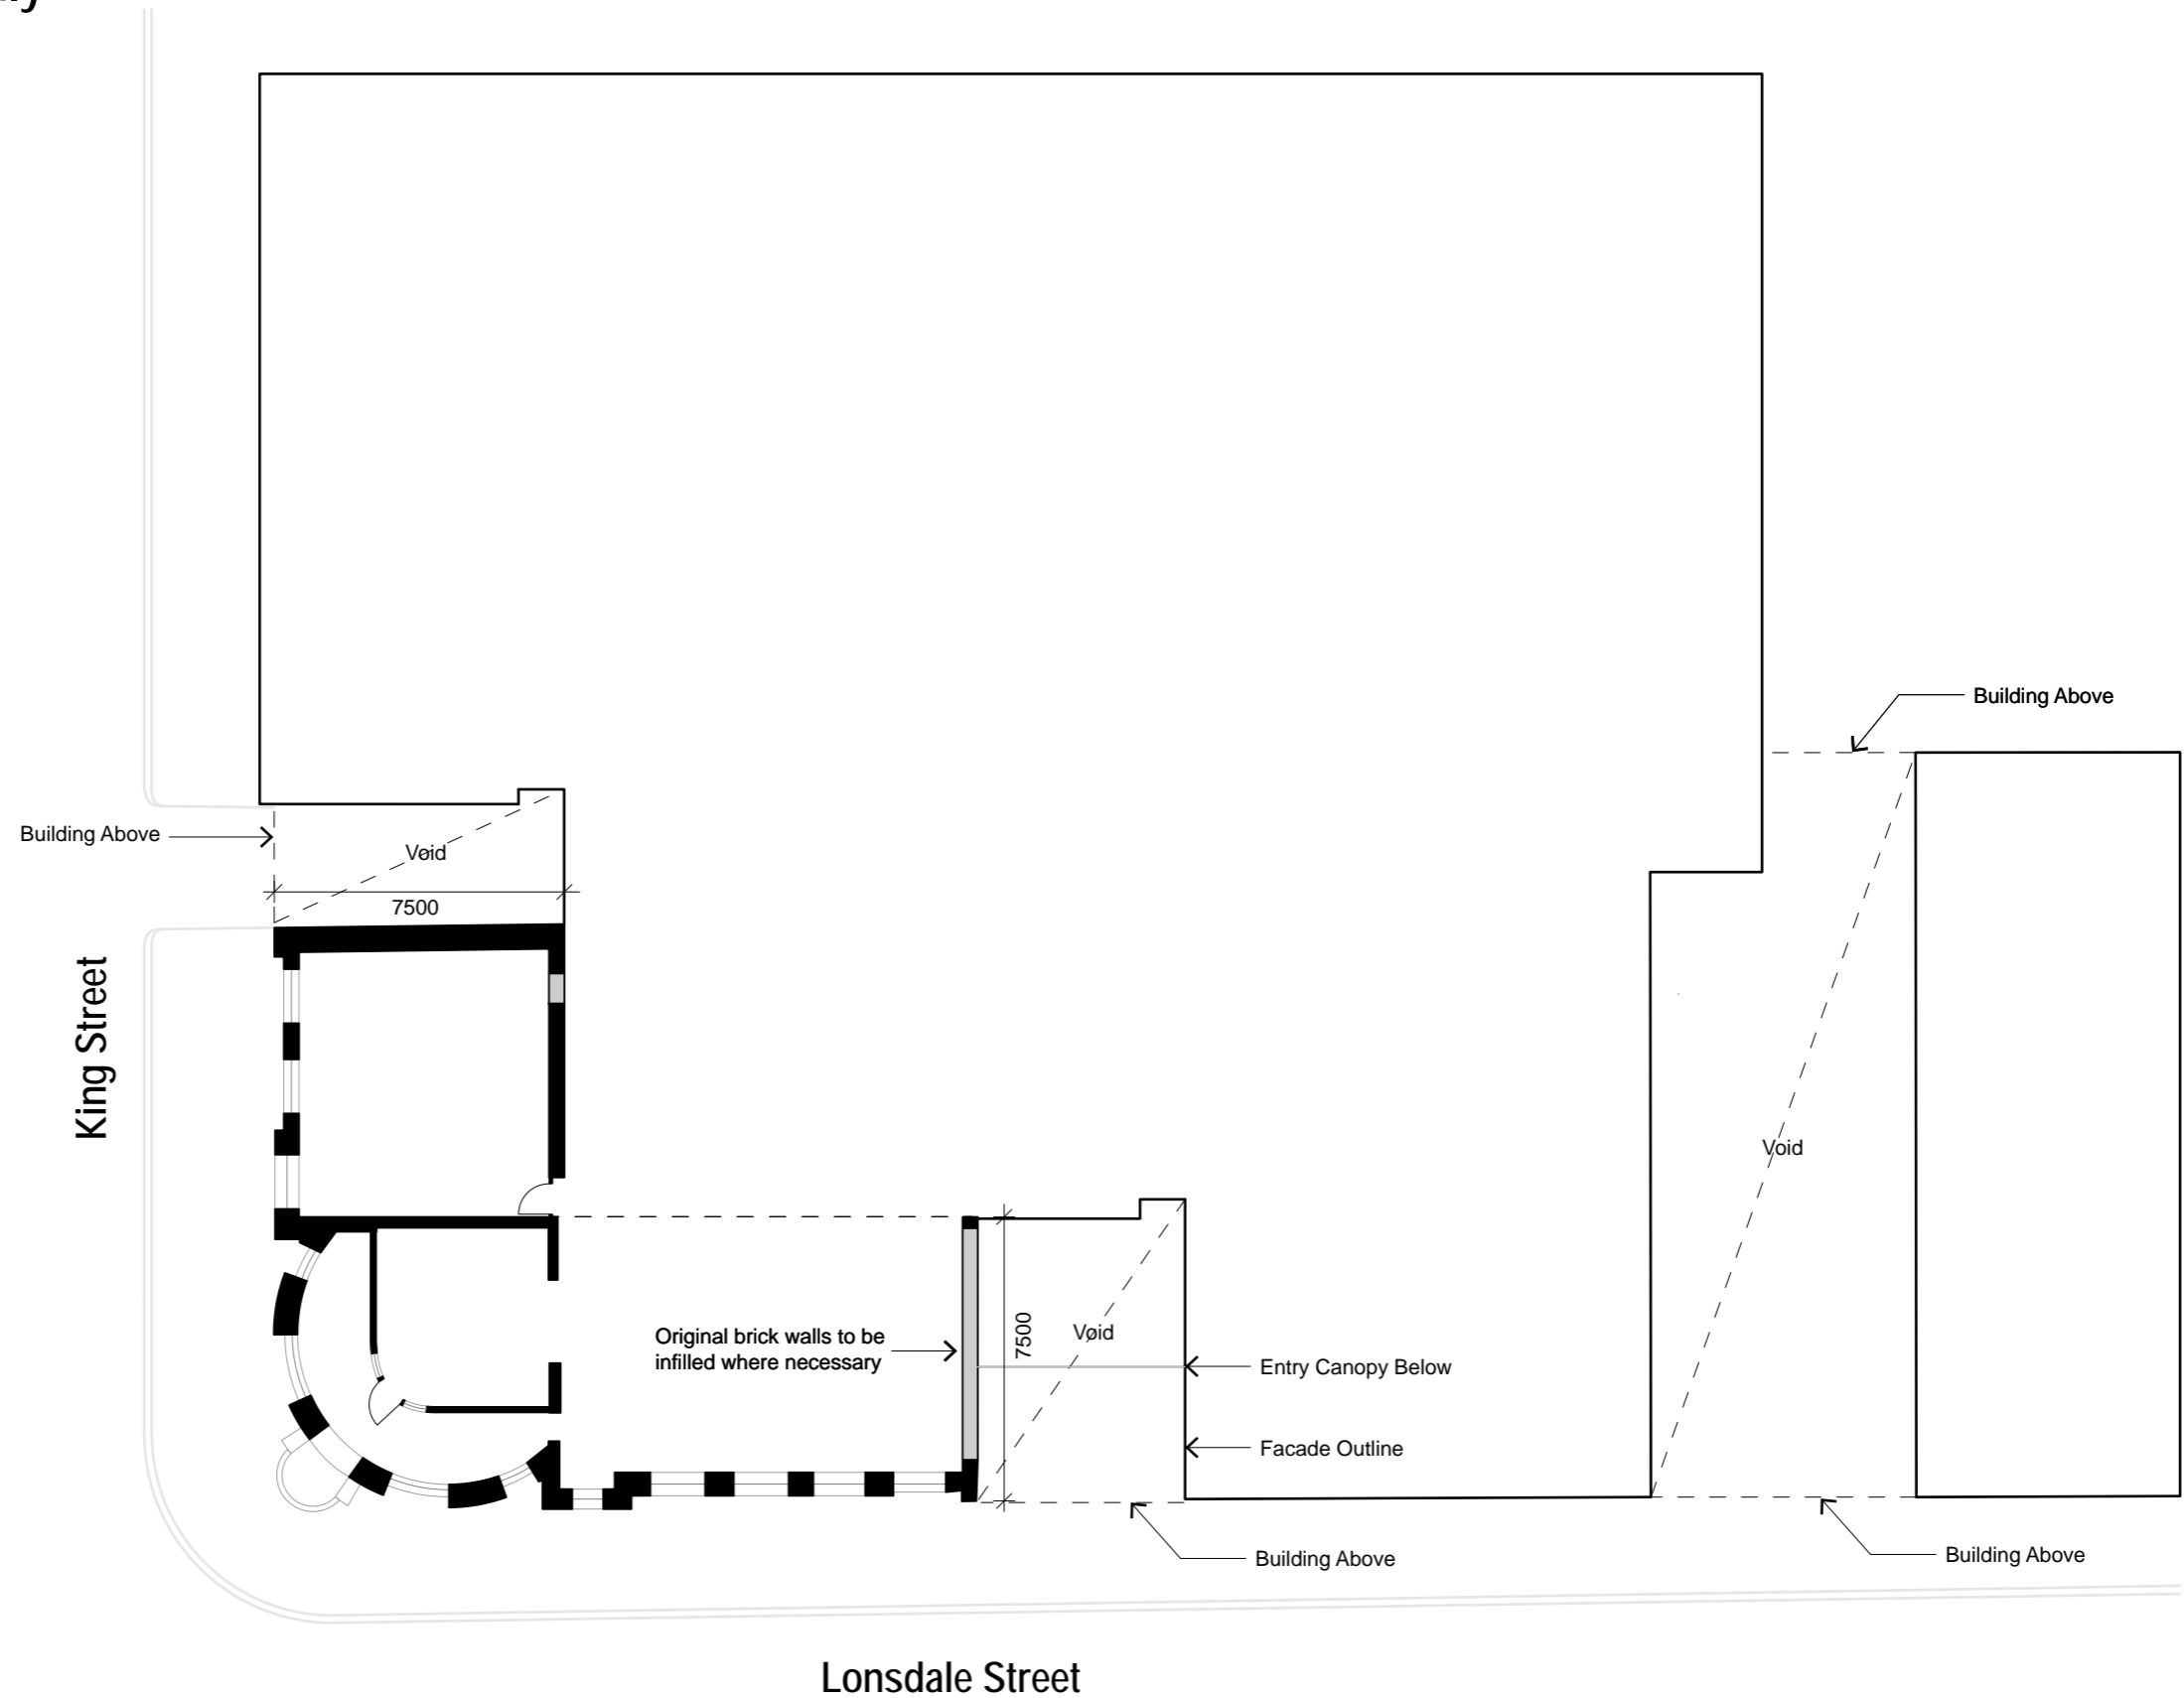 Building Above
Building Above
Void
7500
King Street
Void
Original brick walls to be
infilled where necessary
7500
Void
Entry Canopy Below
Facade Outline
Building Above
Building Above
Lonsdale Street